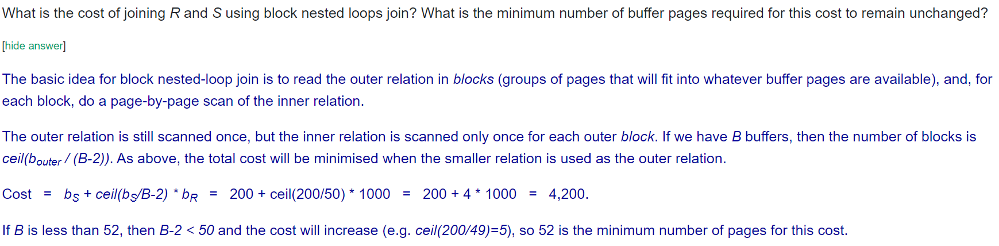 What is the cost of joining R and S using block nested loops join? What is the minimum number of buffer pages required for this cost to remain unchanged?
[hide answer]
The basic idea for block nested-loop join is to read the outer relation in blocks (groups of pages that will fit into whatever buffer pages are available), and, for
each block, do a page-by-page scan of the inner relation.
The outer relation is still scanned once, but the inner relation is scanned only once for each outer block. If we have B buffers, then the number of blocks is
ceil(bouter / (B-2)). As above, the total cost will be minimised when the smaller relation is used as the outer relation.
Cost = bS + ceil(bS/B-2) * bR = 200 + ceil(200/50) * 1000 = 200 + 4 * 1000 = 4,200.
If B is less than 52, then B-2 < 50 and the cost will increase (e.g. ceil(200/49)=5), so 52 is the minimum number of pages for this cost.